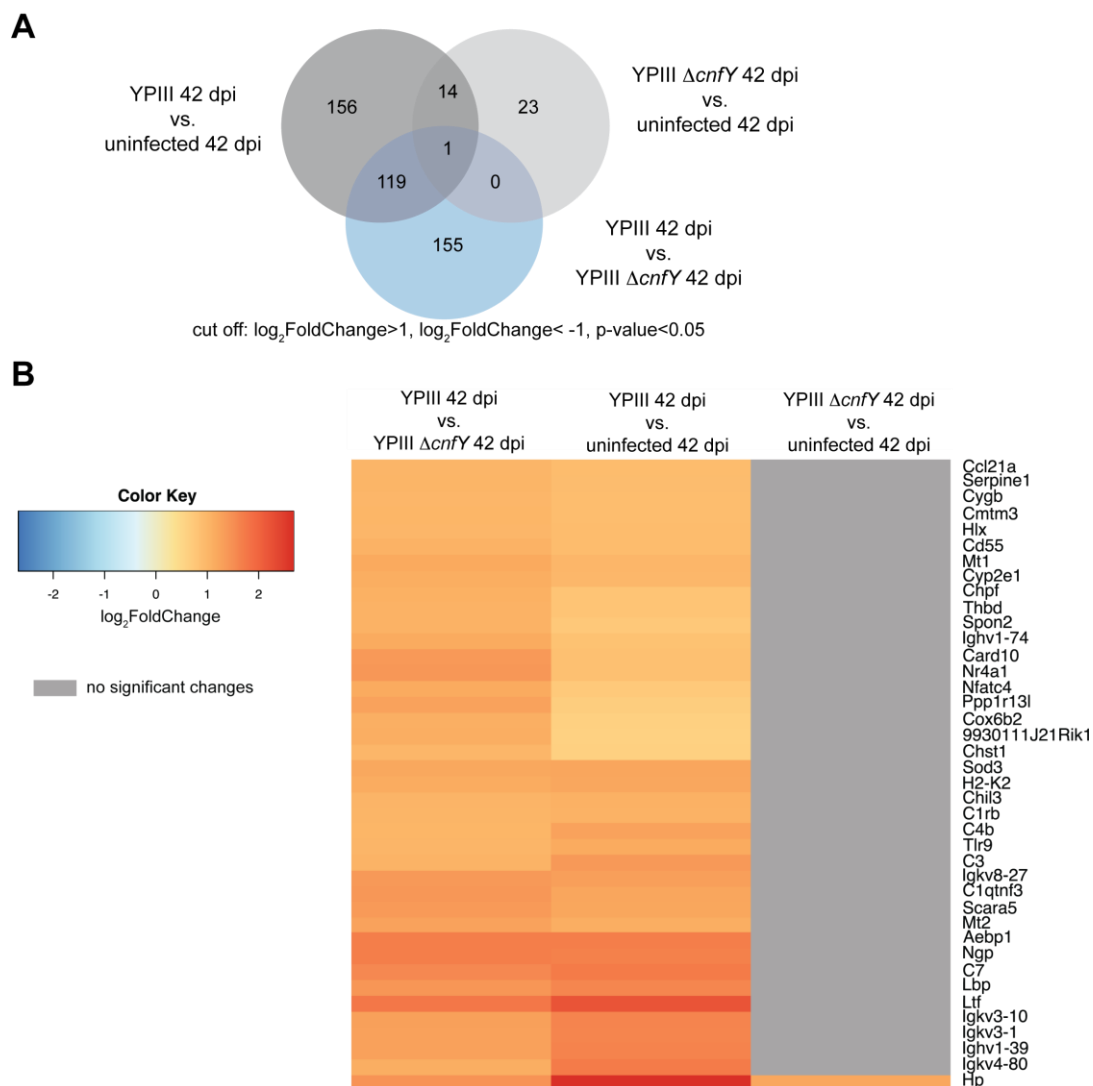 A
YPIII 42 dpi
vs.
uninfected 42 dpi
156
14
23
1
119
0
155
YPIII ΔcnfY 42 dpi
vs.
uninfected 42 dpi
YPIII 42 dpi
vs.
YPIII ΔcnfY 42 dpi
cut off: log₂FoldChange>1, log₂FoldChange< -1, p-value<0.05
B
YPIII 42 dpi
vs.
YPIII ΔcnfY 42 dpi
YPIII 42 dpi
vs.
uninfected 42 dpi
YPIII ΔcnfY 42 dpi
vs.
uninfected 42 dpi
Color Key
-2 -1 0 1 2
log₂FoldChange
no significant changes
Ccl21a
Serpine1
Cygb
Cmtm3
Hlx
Cd55
Mt1
Cyp2e1
Chpf
Thbd
Spon2
Ighv1-74
Card10
Nr4a1
Nfatc4
Ppp1r13l
Cox6b2
9930111J21Rik1
Chst1
Sod3
H2-K2
Chil3
C1rb
C4b
Tlr9
C3
Igkv8-27
C1qtnf3
Scara5
Mt2
Aebp1
Ngp
C7
Lbp
Ltf
Igkv3-10
Igkv3-1
Ighv1-39
Igkv4-80
Hp